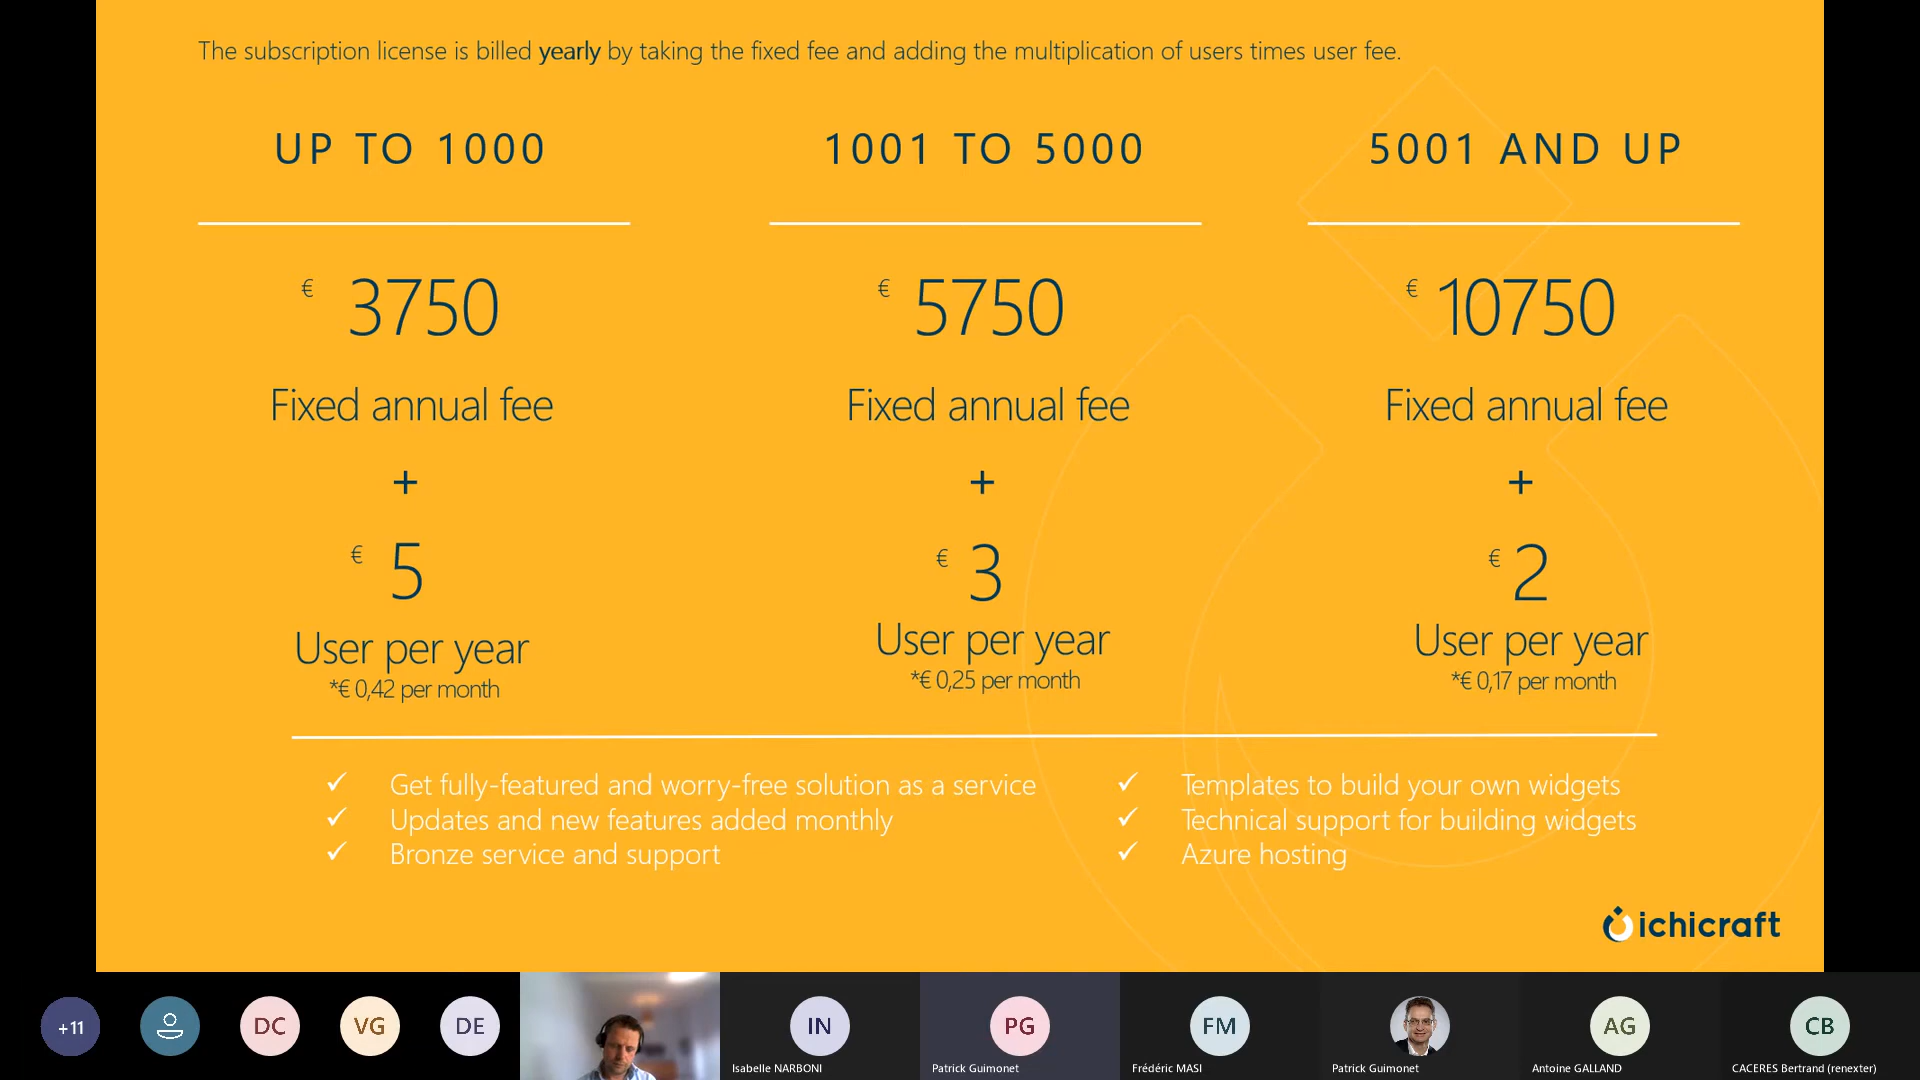 The subscription license is billed yearly by taking the fixed fee and adding the multiplication of users times user fee.
UP TO 1000
€ 3750
Fixed annual fee
+
€ 5
User per year
*€ 0,42 per month
1001 TO 5000
€ 5750
Fixed annual fee
+
€ 3
User per year
*€ 0,25 per month
5001 AND UP
€ 10750
Fixed annual fee
+
€ 2
User per year
*€ 0,17 per month
✓ Get fully-featured and worry-free solution as a service
✓ Updates and new features added monthly
✓ Bronze service and support
✓ Templates to build your own widgets
✓ Technical support for building widgets
✓ Azure hosting
ichicraft
+11
DC
VG
DE
IN
Isabelle NARBONI
PG
Patrick Guimonet
FM
Frédéric MASI
Patrick Guimonet
AG
Antoine GALLAND
CB
CACERES Bertrand (renexter)